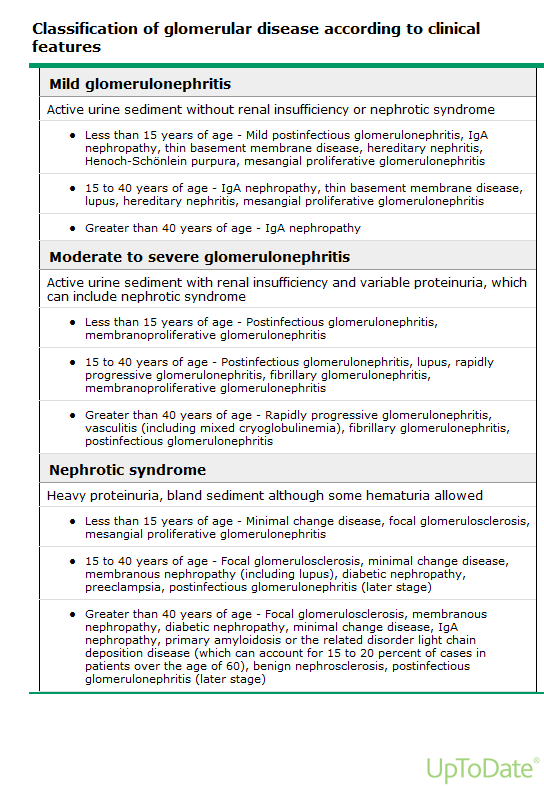 Classification of glomerular disease according to clinical
features
Mild glomerulonephritis
Active urine sediment without renal insufficiency or nephrotic syndrome
● Less than 15 years of age - Mild postinfectious glomerulonephritis, IgA
nephropathy, thin basement membrane disease, hereditary nephritis,
Henoch-Schönlein purpura, mesangial proliferative glomerulonephritis
● 15 to 40 years of age - IgA nephropathy, thin basement membrane disease,
lupus, hereditary nephritis, mesangial proliferative glomerulonephritis
● Greater than 40 years of age - IgA nephropathy
Moderate to severe glomerulonephritis
Active urine sediment with renal insufficiency and variable proteinuria, which
can include nephrotic syndrome
● Less than 15 years of age - Postinfectious glomerulonephritis,
membranoproliferative glomerulonephritis
● 15 to 40 years of age - Postinfectious glomerulonephritis, lupus, rapidly
progressive glomerulonephritis, fibrillary glomerulonephritis,
membranoproliferative glomerulonephritis
● Greater than 40 years of age - Rapidly progressive glomerulonephritis,
vasculitis (including mixed cryoglobulinemia), fibrillary glomerulonephritis,
postinfectious glomerulonephritis
Nephrotic syndrome
Heavy proteinuria, bland sediment although some hematuria allowed
● Less than 15 years of age - Minimal change disease, focal glomerulosclerosis,
mesangial proliferative glomerulonephritis
● 15 to 40 years of age - Focal glomerulosclerosis, minimal change disease,
membranous nephropathy (including lupus), diabetic nephropathy,
preeclampsia, postinfectious glomerulonephritis (later stage)
● Greater than 40 years of age - Focal glomerulosclerosis, membranous
nephropathy, diabetic nephropathy, minimal change disease, IgA
nephropathy, primary amyloidosis or the related disorder light chain
deposition disease (which can account for 15 to 20 percent of cases in
patients over the age of 60), benign nephrosclerosis, postinfectious
glomerulonephritis (later stage)
UpToDate®